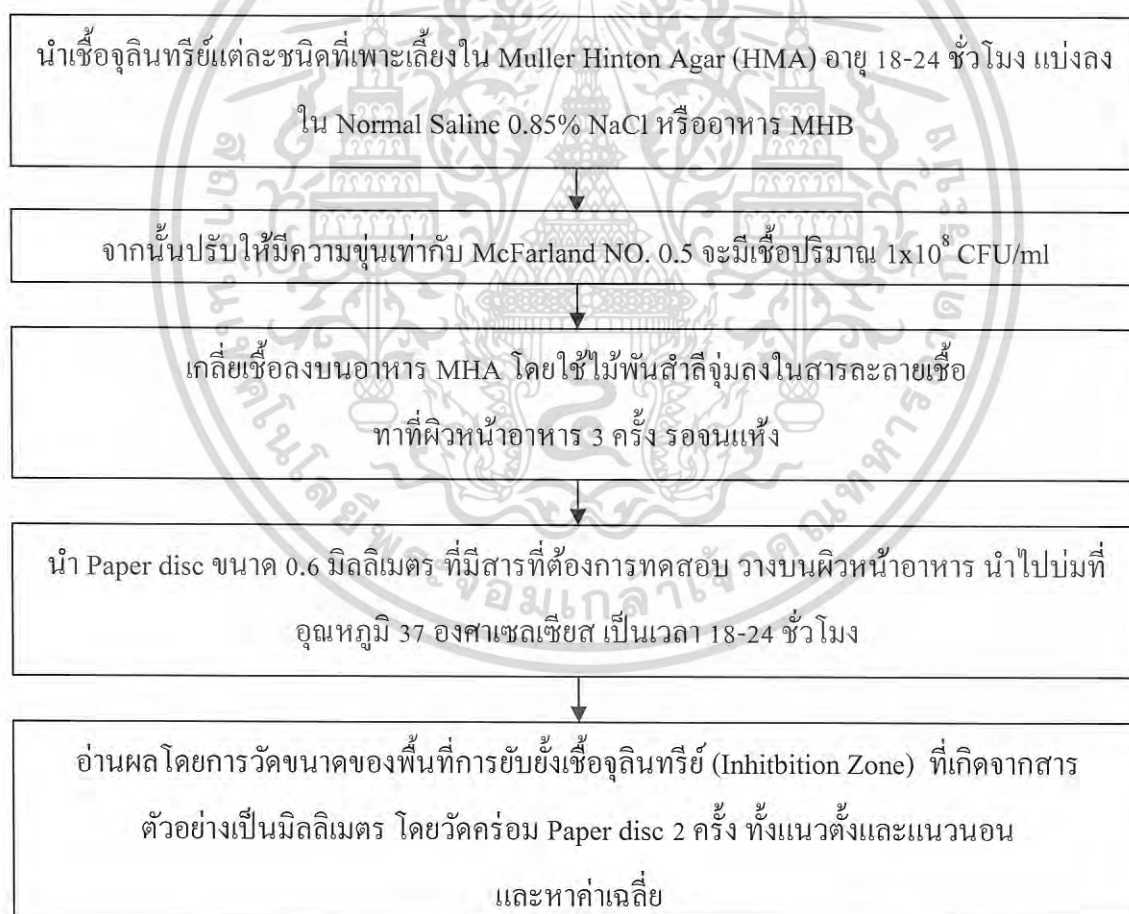 นำเชื้อจุลินทรีย์แต่ละชนิดที่เพาะเลี้ยงใน Muller Hinton Agar (HMA) อายุ 18-24 ชั่วโมง แบ่งลง
ใน Normal Saline 0.85% NaCl หรืออาหาร MHB
จากนั้นปรับให้มีความขุ่นเท่ากับ McFarland NO. 0.5 จะมีเชื้อปริมาณ 1x10⁸ CFU/ml
เกลี่ยเชื้อลงบนอาหาร MHA โดยใช้ไม้พันสำลีจุ่มลงในสารละลายเชื้อ
ทาที่ผิวหน้าอาหาร 3 ครั้ง รอจนแห้ง
นำ Paper disc ขนาด 0.6 มิลลิเมตร ที่มีสารที่ต้องการทดสอบ วางบนผิวหน้าอาหาร นำไปบ่มที่
อุณหภูมิ 37 องศาเซลเซียส เป็นเวลา 18-24 ชั่วโมง
อ่านผลโดยการวัดขนาดของพื้นที่การยับยั้งเชื้อจุลินทรีย์ (Inhitbition Zone) ที่เกิดจากสาร
ตัวอย่างเป็นมิลลิเมตร โดยวัดคร่อม Paper disc 2 ครั้ง ทั้งแนวตั้งและแนวนอน
และหาค่าเฉลี่ย